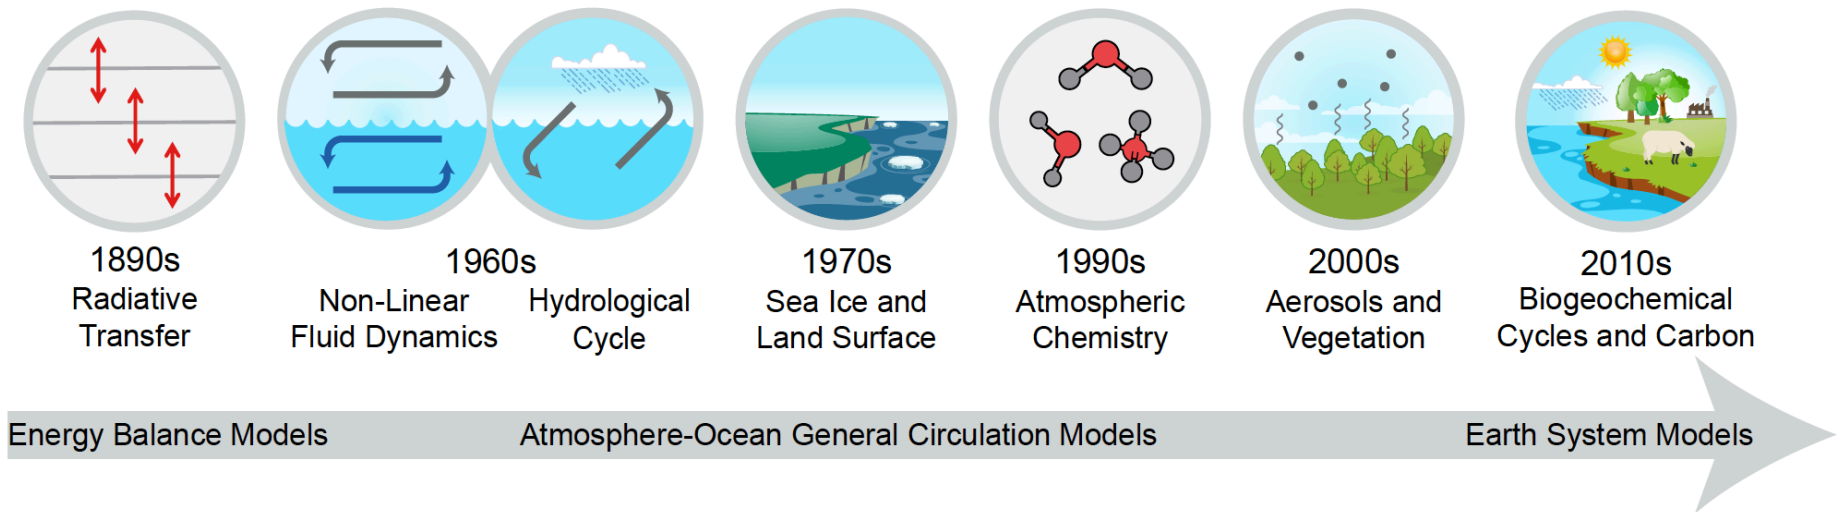 1890s
Radiative
Transfer
1960s
Non-Linear
Fluid Dynamics
Hydrological
Cycle
1970s
Sea Ice and
Land Surface
1990s
Atmospheric
Chemistry
2000s
Aerosols and
Vegetation
2010s
Biogeochemical
Cycles and Carbon
Energy Balance Models
Atmosphere-Ocean General Circulation Models
Earth System Models